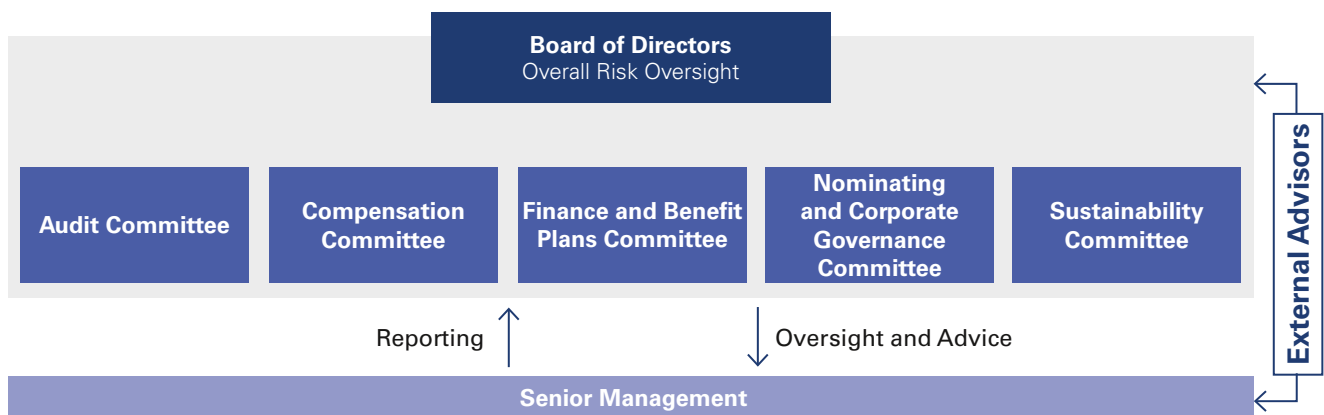 Board of Directors
Overall Risk Oversight
Audit Committee
Compensation
Committee
Finance and Benefit
Plans Committee
Nominating
and Corporate
Governance
Committee
Sustainability
Committee
External Advisors
Reporting
Oversight and Advice
Senior Management